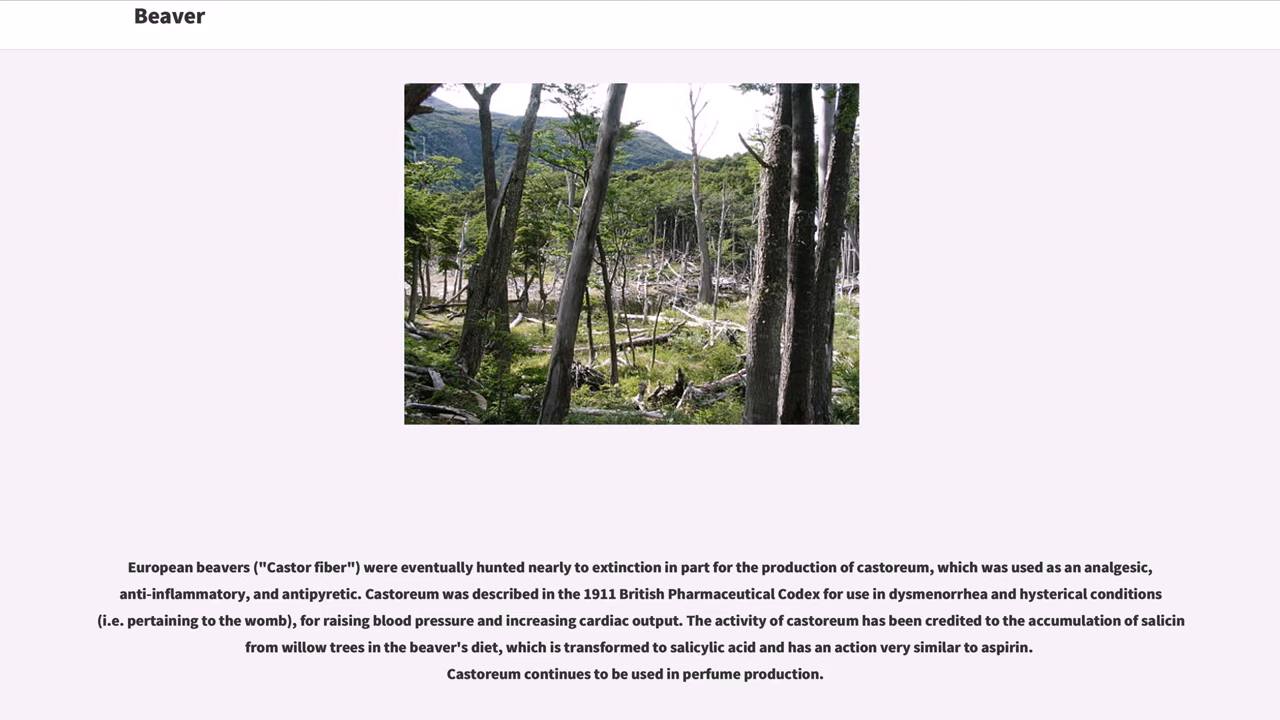 Beaver
European beavers ("Castor fiber") were eventually hunted nearly to extinction in part for the production of castoreum, which was used as an analgesic,
anti-inflammatory, and antipyretic. Castoreum was described in the 1911 British Pharmaceutical Codex for use in dysmenorrhea and hysterical conditions
(i.e. pertaining to the womb), for raising blood pressure and increasing cardiac output. The activity of castoreum has been credited to the accumulation of salicin
from willow trees in the beaver's diet, which is transformed to salicylic acid and has an action very similar to aspirin.
Castoreum continues to be used in perfume production.